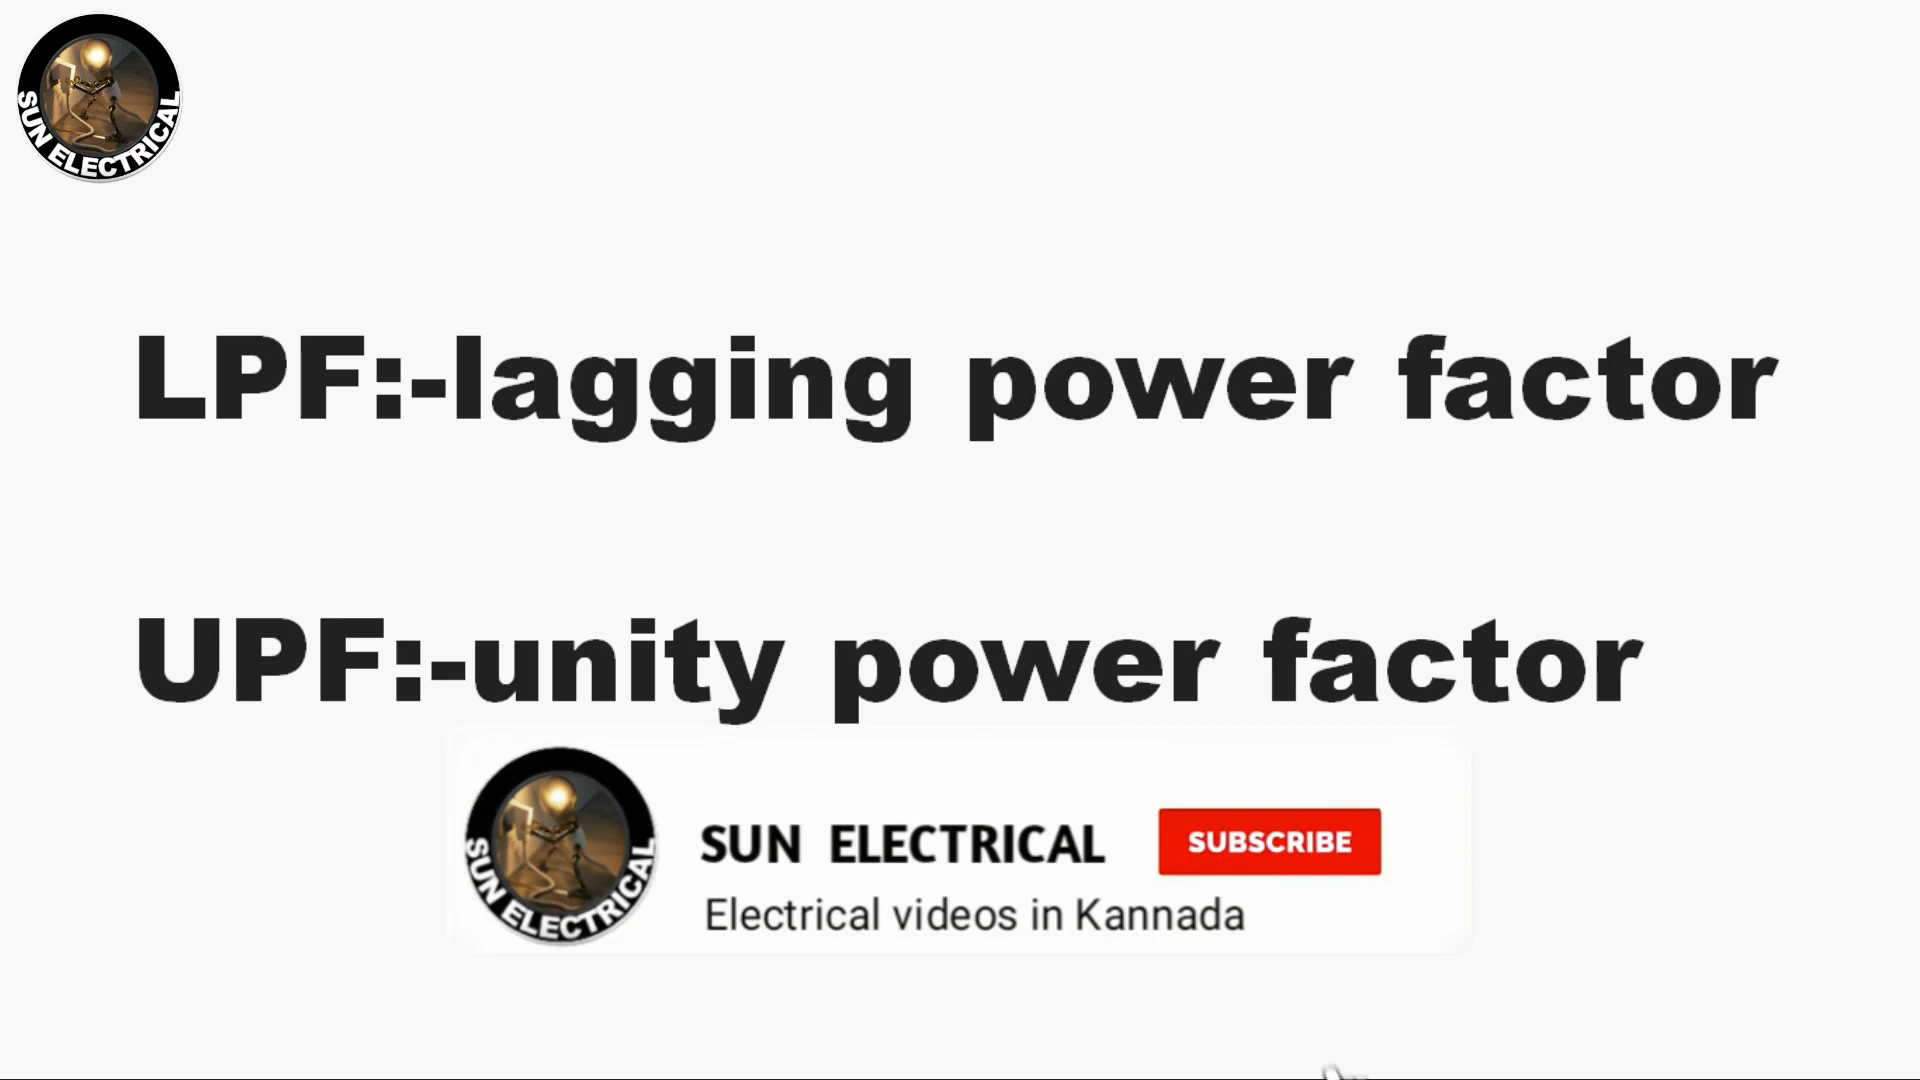 SUN ELECTRICAL
LPF:-lagging power factor
UPF:-unity power factor
SUN ELECTRICAL
SUN ELECTRICAL
SUBSCRIBE
Electrical videos in Kannada